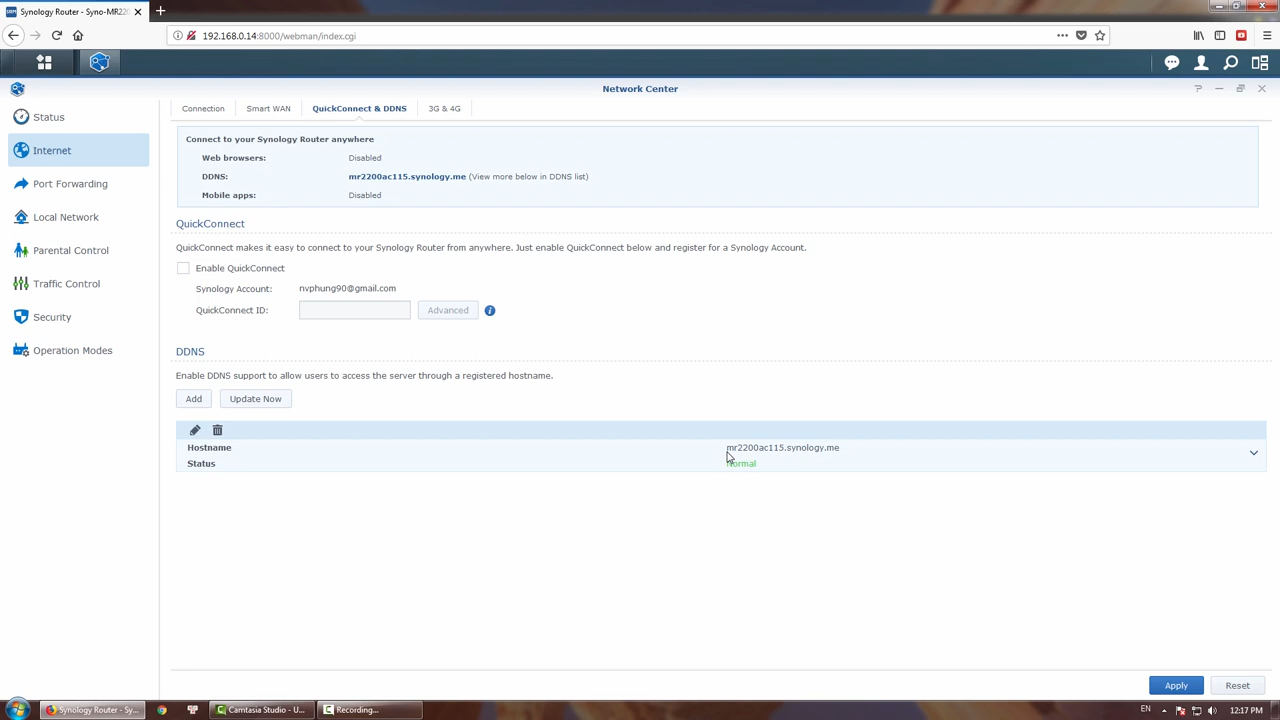 Synology Router - Syno-MR220
192.168.0.14:8000/webman/index.cgi
Network Center
Status
Internet
Port Forwarding
Local Network
Parental Control
Traffic Control
Security
Operation Modes
Connection
Smart WAN
QuickConnect & DDNS
3G & 4G
Connect to your Synology Router anywhere
Web browsers: Disabled
DDNS: mr2200ac115.synology.me (View more below in DDNS list)
Mobile apps: Disabled
QuickConnect
QuickConnect makes it easy to connect to your Synology Router from anywhere. Just enable QuickConnect below and register for a Synology Account.
Enable QuickConnect
Synology Account: nvphung90@gmail.com
QuickConnect ID:
Advanced
DDNS
Enable DDNS support to allow users to access the server through a registered hostname.
Add
Update Now
Hostname mr2200ac115.synology.me
Status Normal
Apply
Reset
Synology Router - Sy...
Camtasia Studio - U...
Recording...
EN
12:17 PM